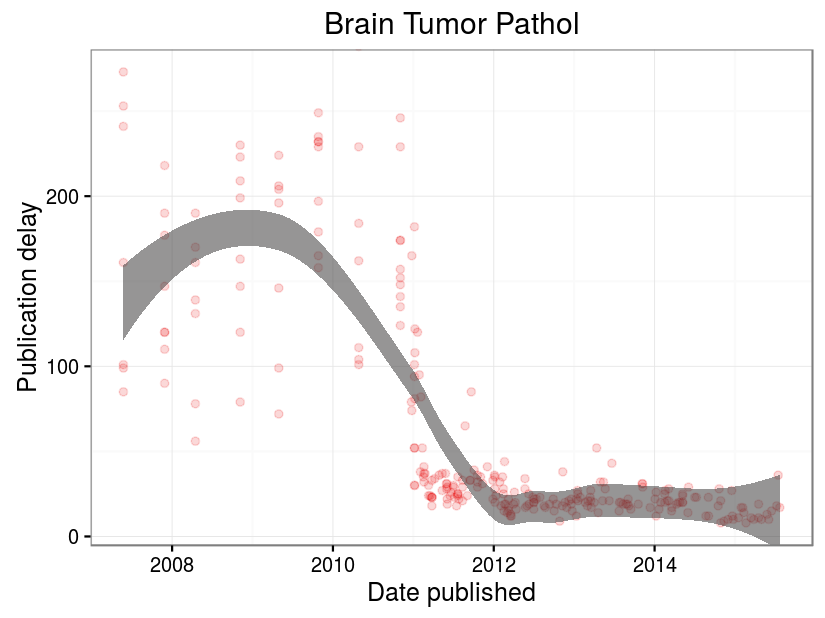 Brain Tumor Pathol
Publication delay
200
100
0
2008 2010 2012 2014
Date published